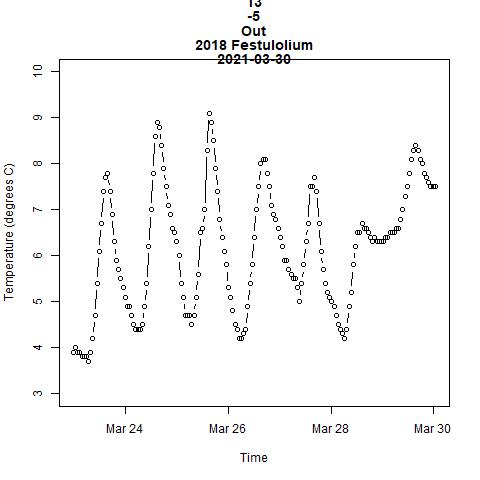 13
-5
Out
2018 Festulolium
2021-03-30
10
9
8
7
6
5
4
3
Temperature (degrees C)
Mar 24
Mar 26
Mar 28
Mar 30
Time